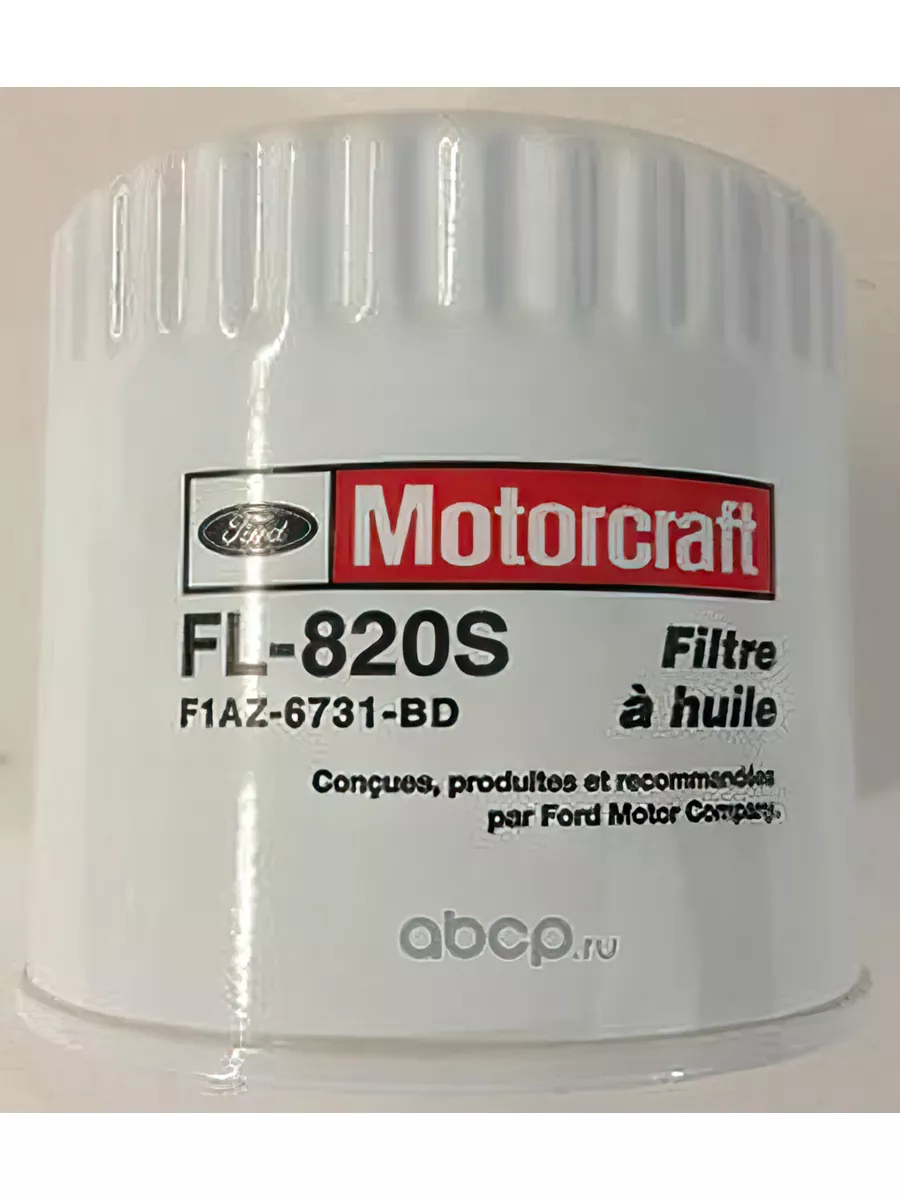 Ford Motorcraft
FL-820S
F1AZ-6731-BD
Filtre
à huile
Conçues, produites et recommandées
par Ford Motor Company.
abcp.ru